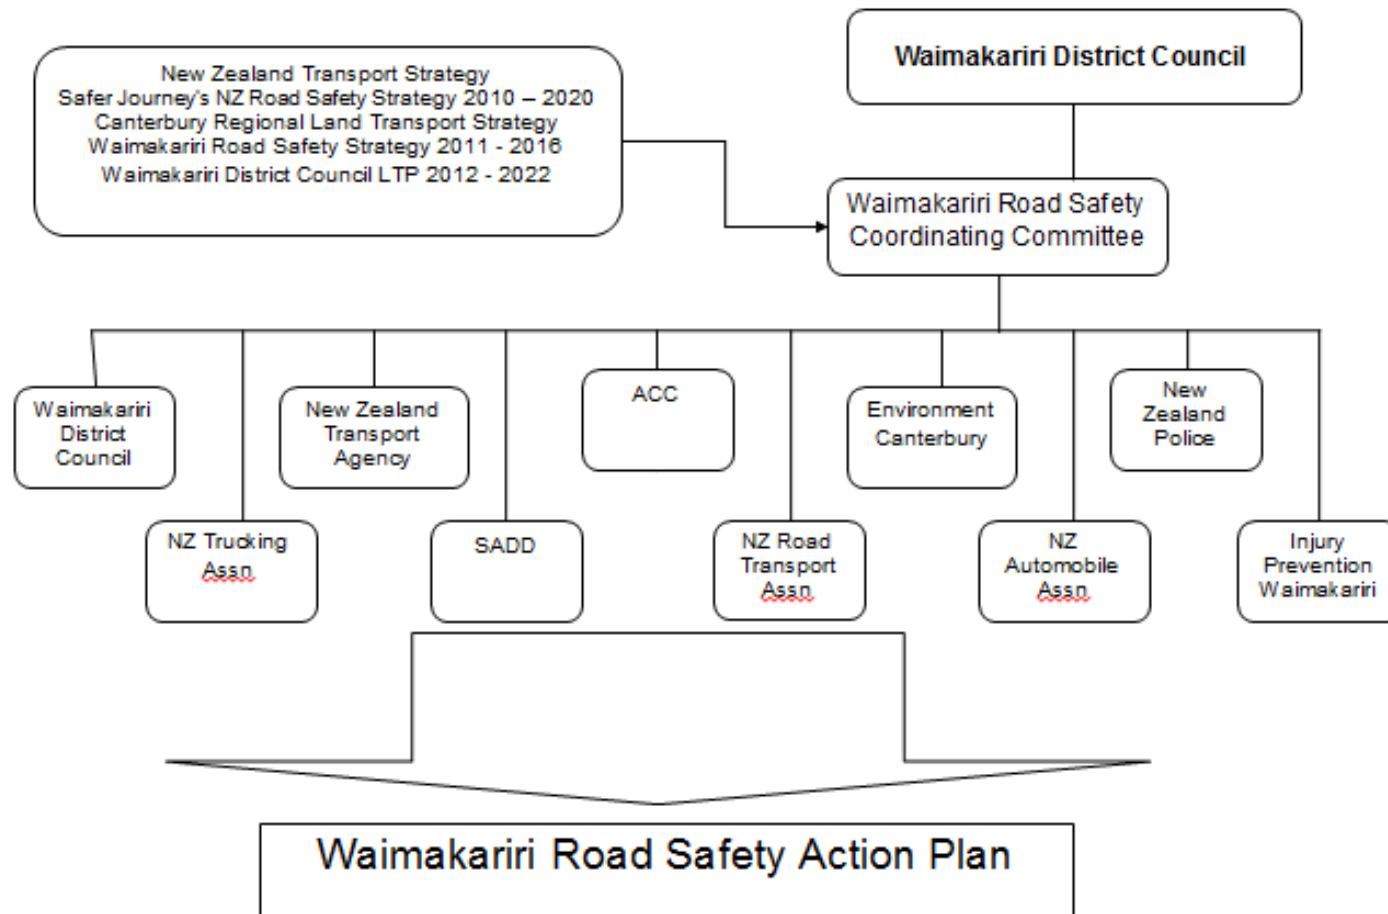 New Zealand Transport Strategy
Safer Journey's NZ Road Safety Strategy 2010 – 2020
Canterbury Regional Land Transport Strategy
Waimakariri Road Safety Strategy 2011 - 2016
Waimakariri District Council LTP 2012 - 2022
Waimakariri District Council
Waimakariri Road Safety
Coordinating Committee
Waimakariri
District
Council
New Zealand
Transport
Agency
ACC
Environment
Canterbury
New
Zealand
Police
NZ Trucking
Assn
SADD
NZ Road
Transport
Assn
NZ
Automobile
Assn
Injury
Prevention
Waimakariri
Waimakariri Road Safety Action Plan